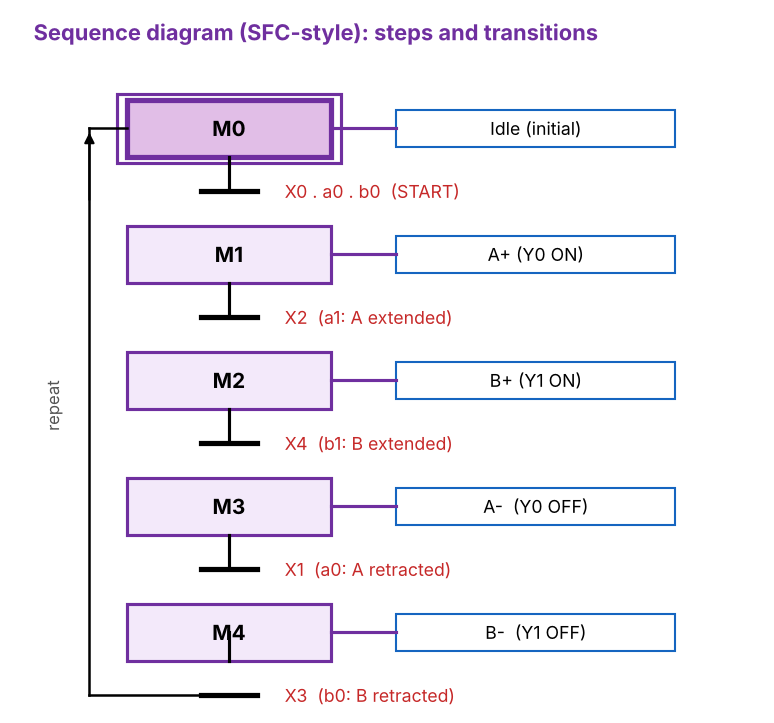 Sequence diagram (SFC-style): steps and transitions
M0
Idle (initial)
X0 . a0 . b0 (START)
M1
A+ (Y0 ON)
X2 (a1: A extended)
M2
B+ (Y1 ON)
X4 (b1: B extended)
repeat
M3
A- (Y0 OFF)
X1 (a0: A retracted)
M4
B- (Y1 OFF)
X3 (b0: B retracted)